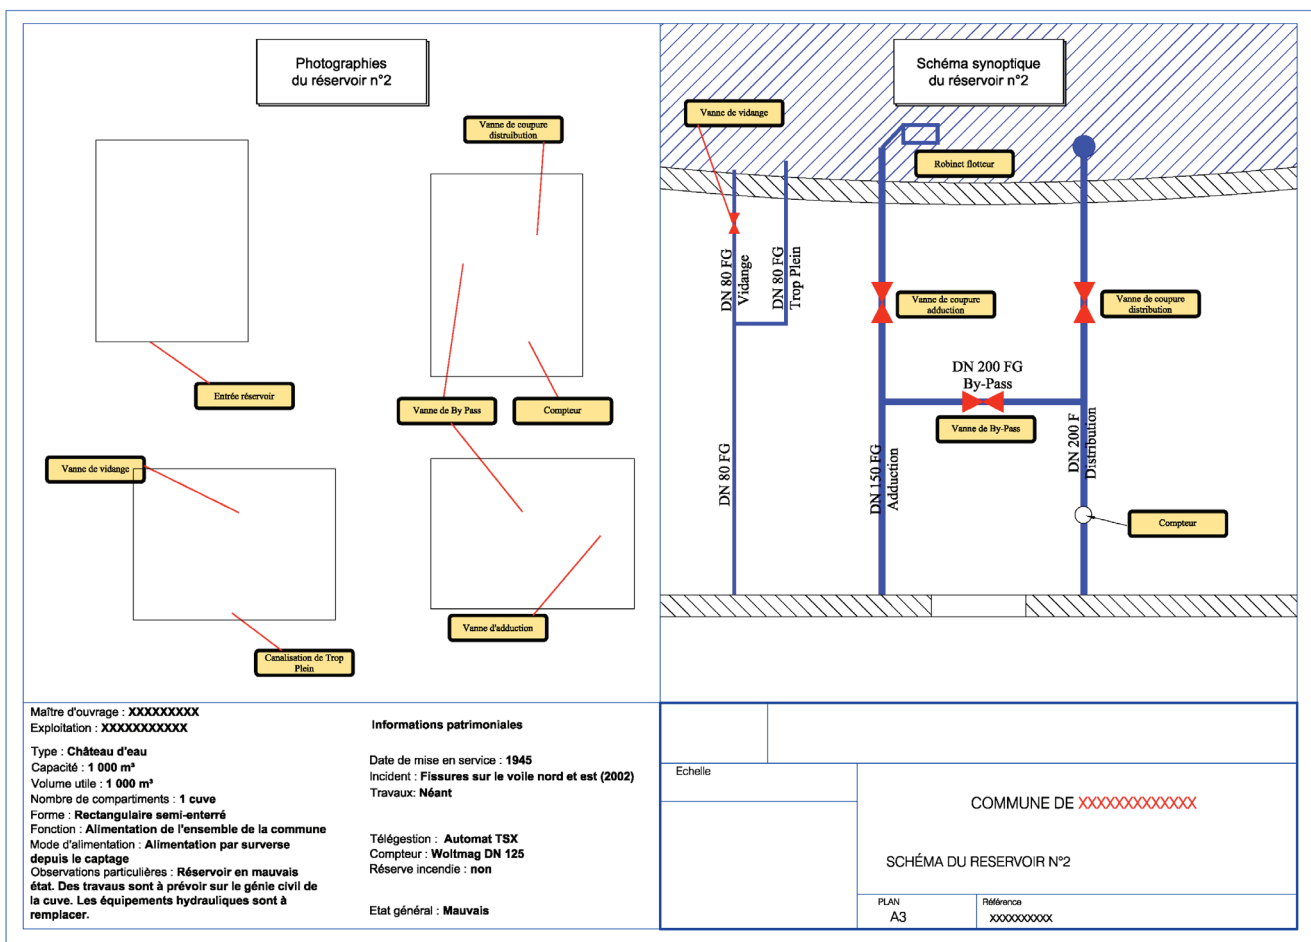 Photographies
du réservoir n°2
Vanne de coupure
distruibution
Entrée réservoir
Vanne de By Pass
Compteur
Vanne de vidange
Vanne d'adduction
Canalisation de Trop
Plein
Schéma synoptique
du réservoir n°2
Vanne de vidange
Robinet flotteur
DN 80 FG
Vidange
DN 80 FG
Trop Plein
Vanne de coupure
adduction
Vanne de coupure
distribution
DN 200 FG
By-Pass
Vanne de By-Pass
DN 80 FG
DN 150 FG
Adduction
DN 200 F
Distribution
Compteur
Maître d'ouvrage : XXXXXXXXX
Exploitation : XXXXXXXXXXX
Type : Château d'eau
Capacité : 1 000 m³
Volume utile : 1 000 m³
Nombre de compartiments : 1 cuve
Forme : Rectangulaire semi-enterré
Fonction : Alimentation de l'ensemble de la commune
Mode d'alimentation : Alimentation par surverse
depuis le captage
Observations particulières : Réservoir en mauvais
état. Des travaus sont à prévoir sur le génie civil de
la cuve. Les équipements hydrauliques sont à
remplacer.
Informations patrimoniales
Date de mise en service : 1945
Incident : Fissures sur le voile nord et est (2002)
Travaux: Néant
Télégestion : Automat TSX
Compteur : Woltmag DN 125
Réserve incendie : non
Etat général : Mauvais
Echelle
COMMUNE DE XXXXXXXXXXXXX
SCHÉMA DU RESERVOIR N°2
PLAN
A3
Référence
XXXXXXXXXX